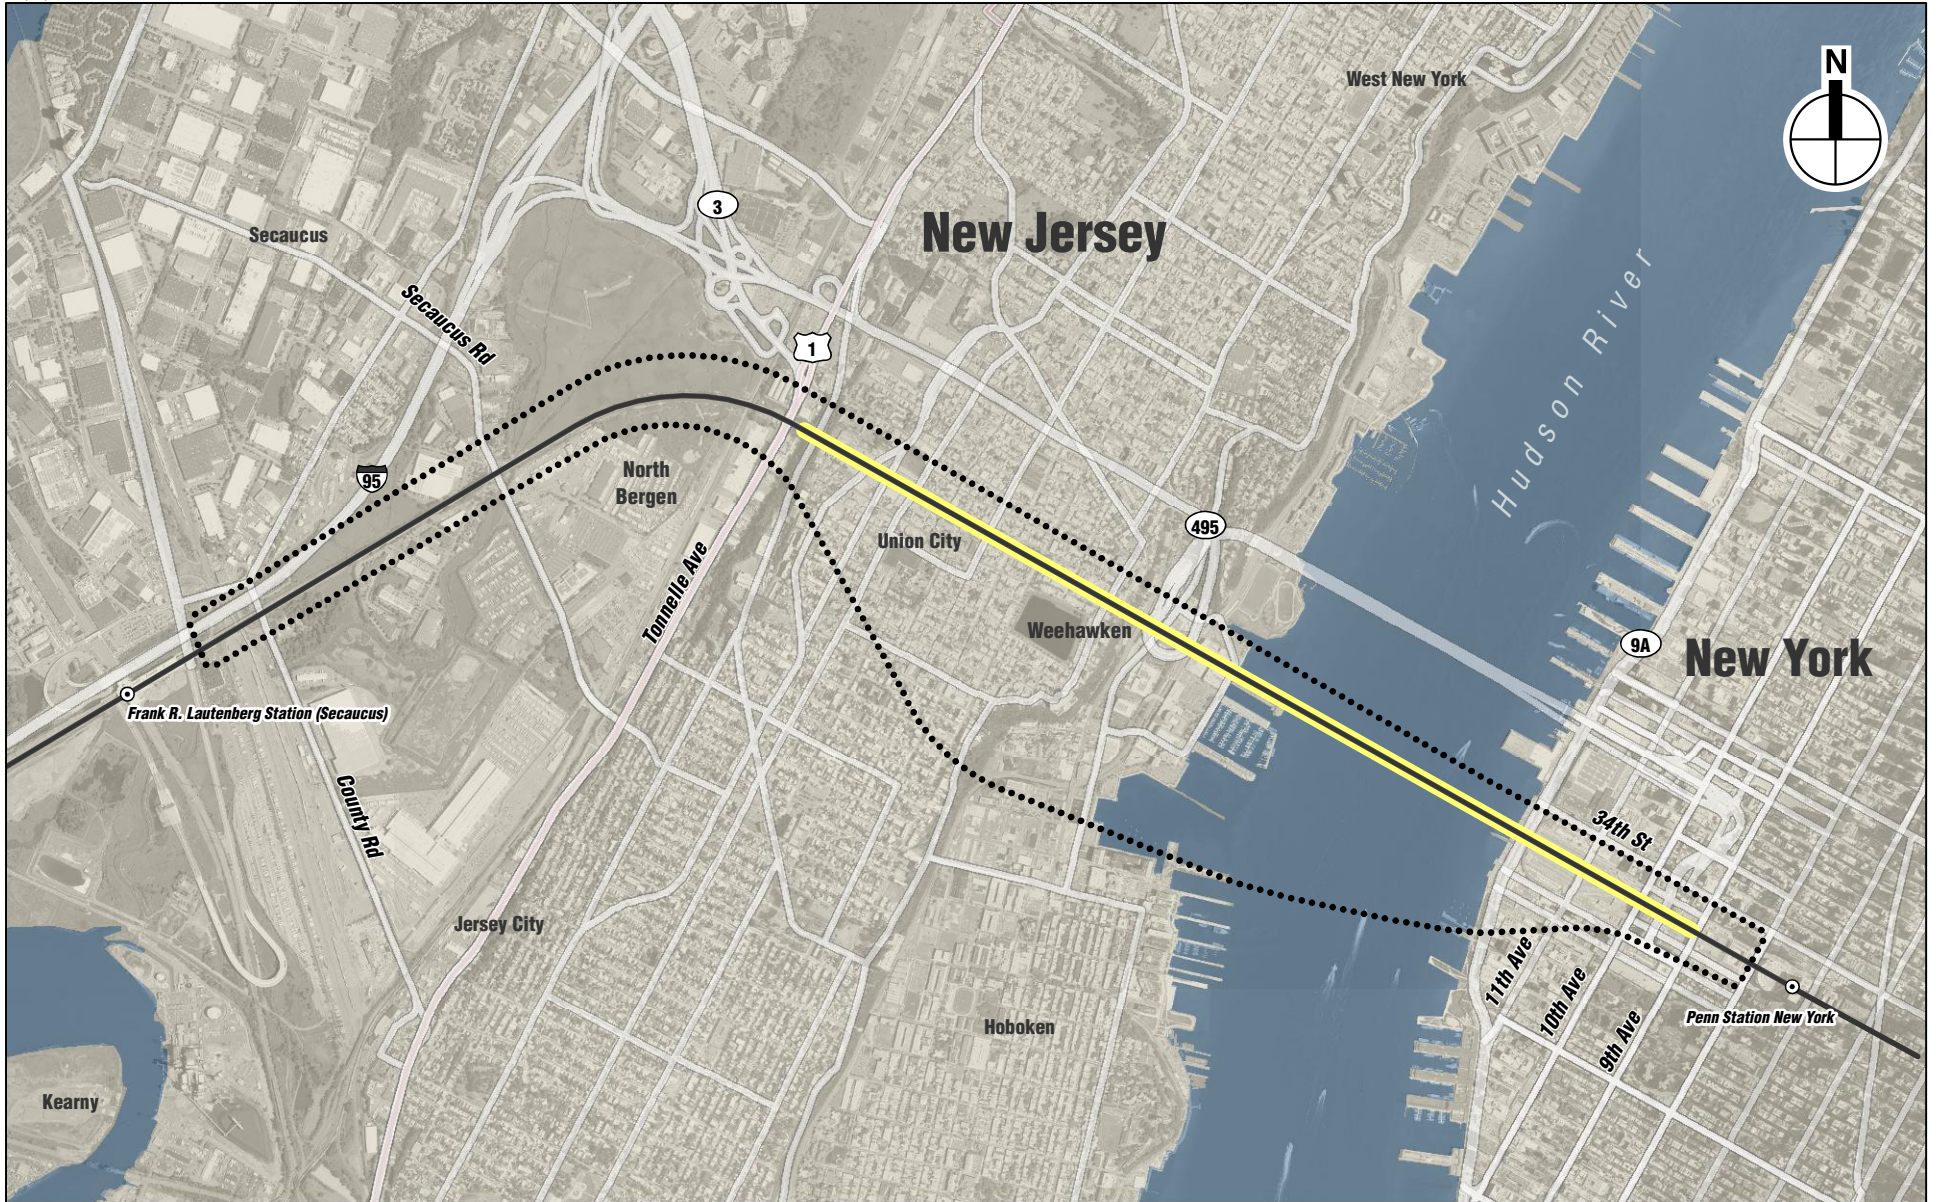 West New York
N
3
New Jersey
Secaucus
Secaucus Rd
1
Hudson River
95
North
Bergen
495
Union City
Tonnelle Ave
Weehawken
9A
New York
Frank R. Lautenberg Station (Secaucus)
County Rd
34th St
Jersey City
11th Ave
10th Ave
9th Ave
Penn Station New York
Hoboken
Kearny